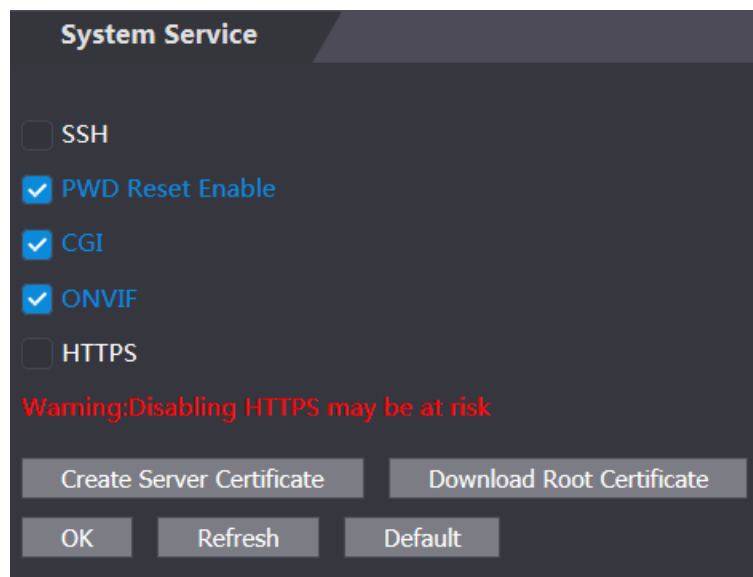 System Service
SSH
PWD Reset Enable
CGI
ONVIF
HTTPS
Warning:Disabling HTTPS may be at risk
Create Server Certificate Download Root Certificate
OK Refresh Default